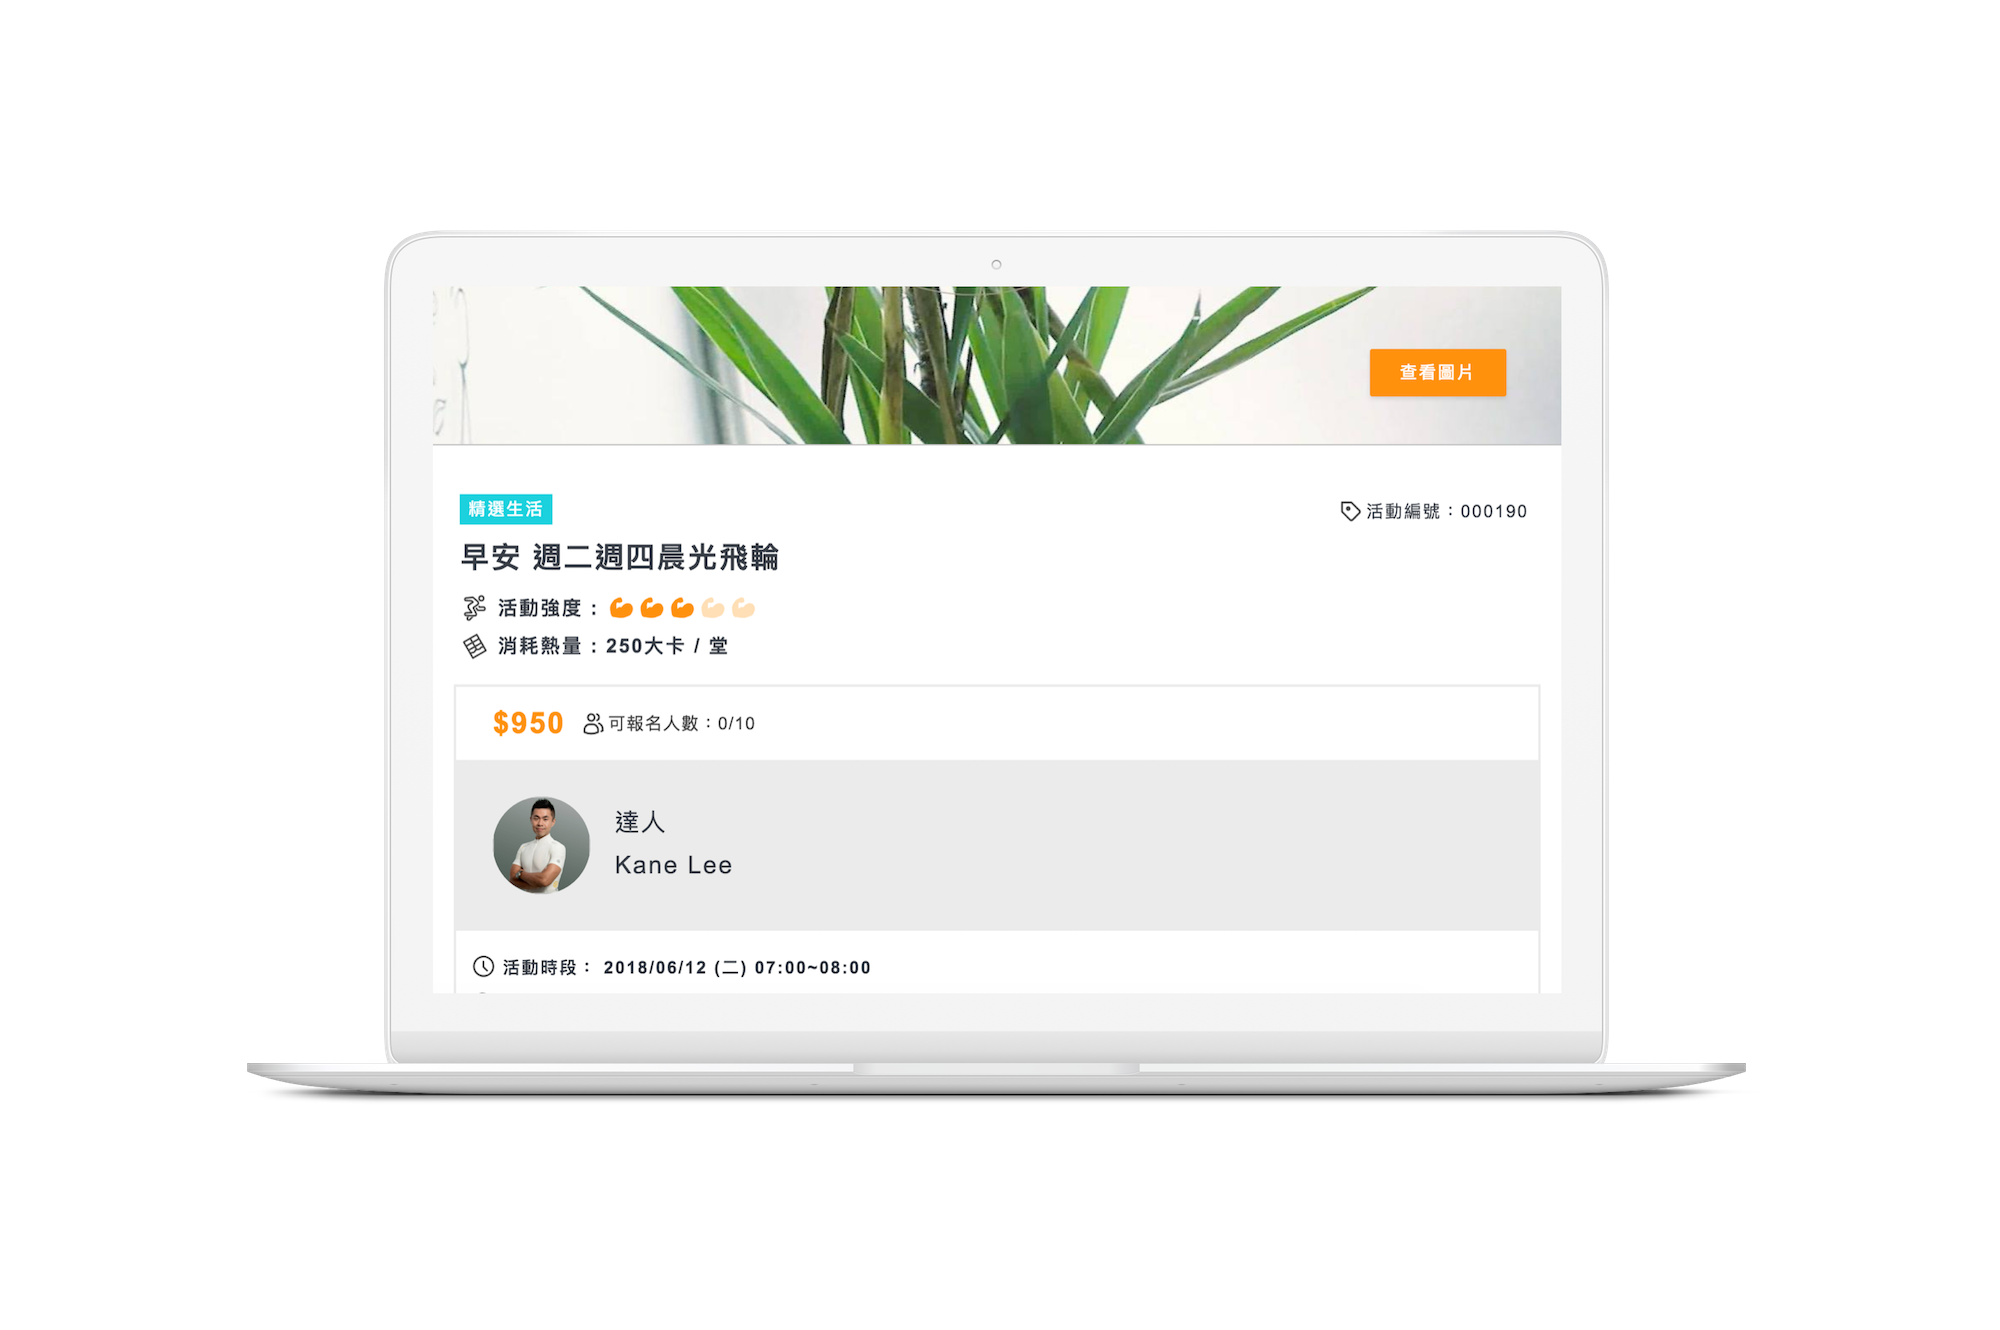 查看圖片
精選生活
活動編號：000190
早安 週二週四晨光飛輪
活動強度：
消耗熱量：250大卡 / 堂
$950 可報名人數：0/10
達人
Kane Lee
活動時段： 2018/06/12 (二) 07:00~08:00